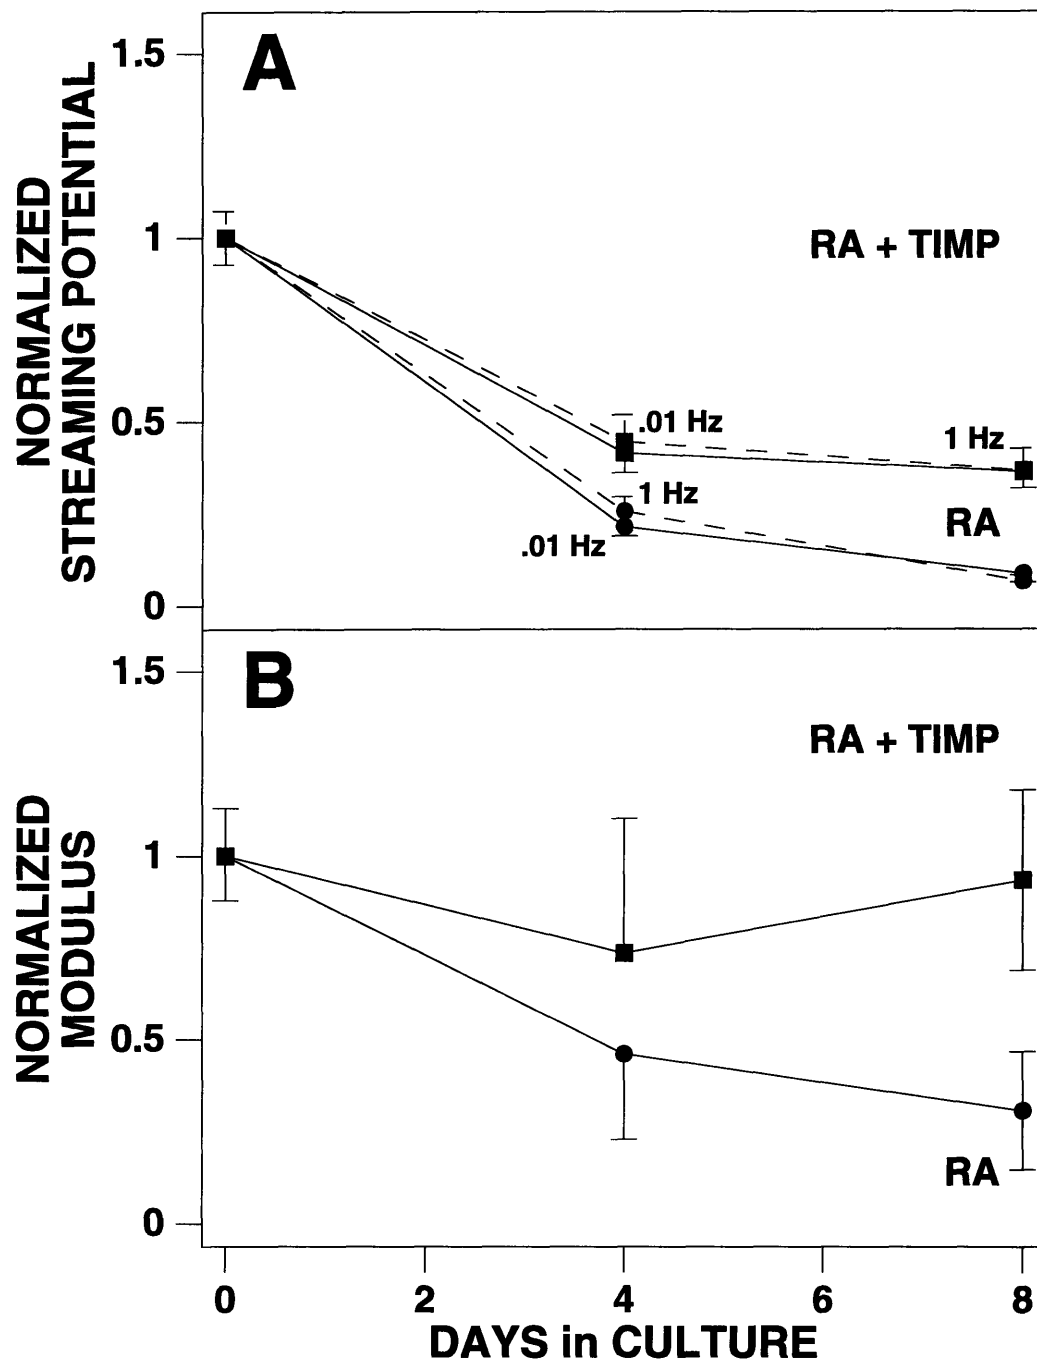 A
1.5
1
0.5
0
NORMALIZED
STREAMING POTENTIAL
RA + TIMP
.01 Hz
1 Hz
1 Hz
RA
.01 Hz
B
1.5
1
0.5
0
NORMALIZED
MODULUS
RA + TIMP
RA
0 2 4 6 8
DAYS in CULTURE